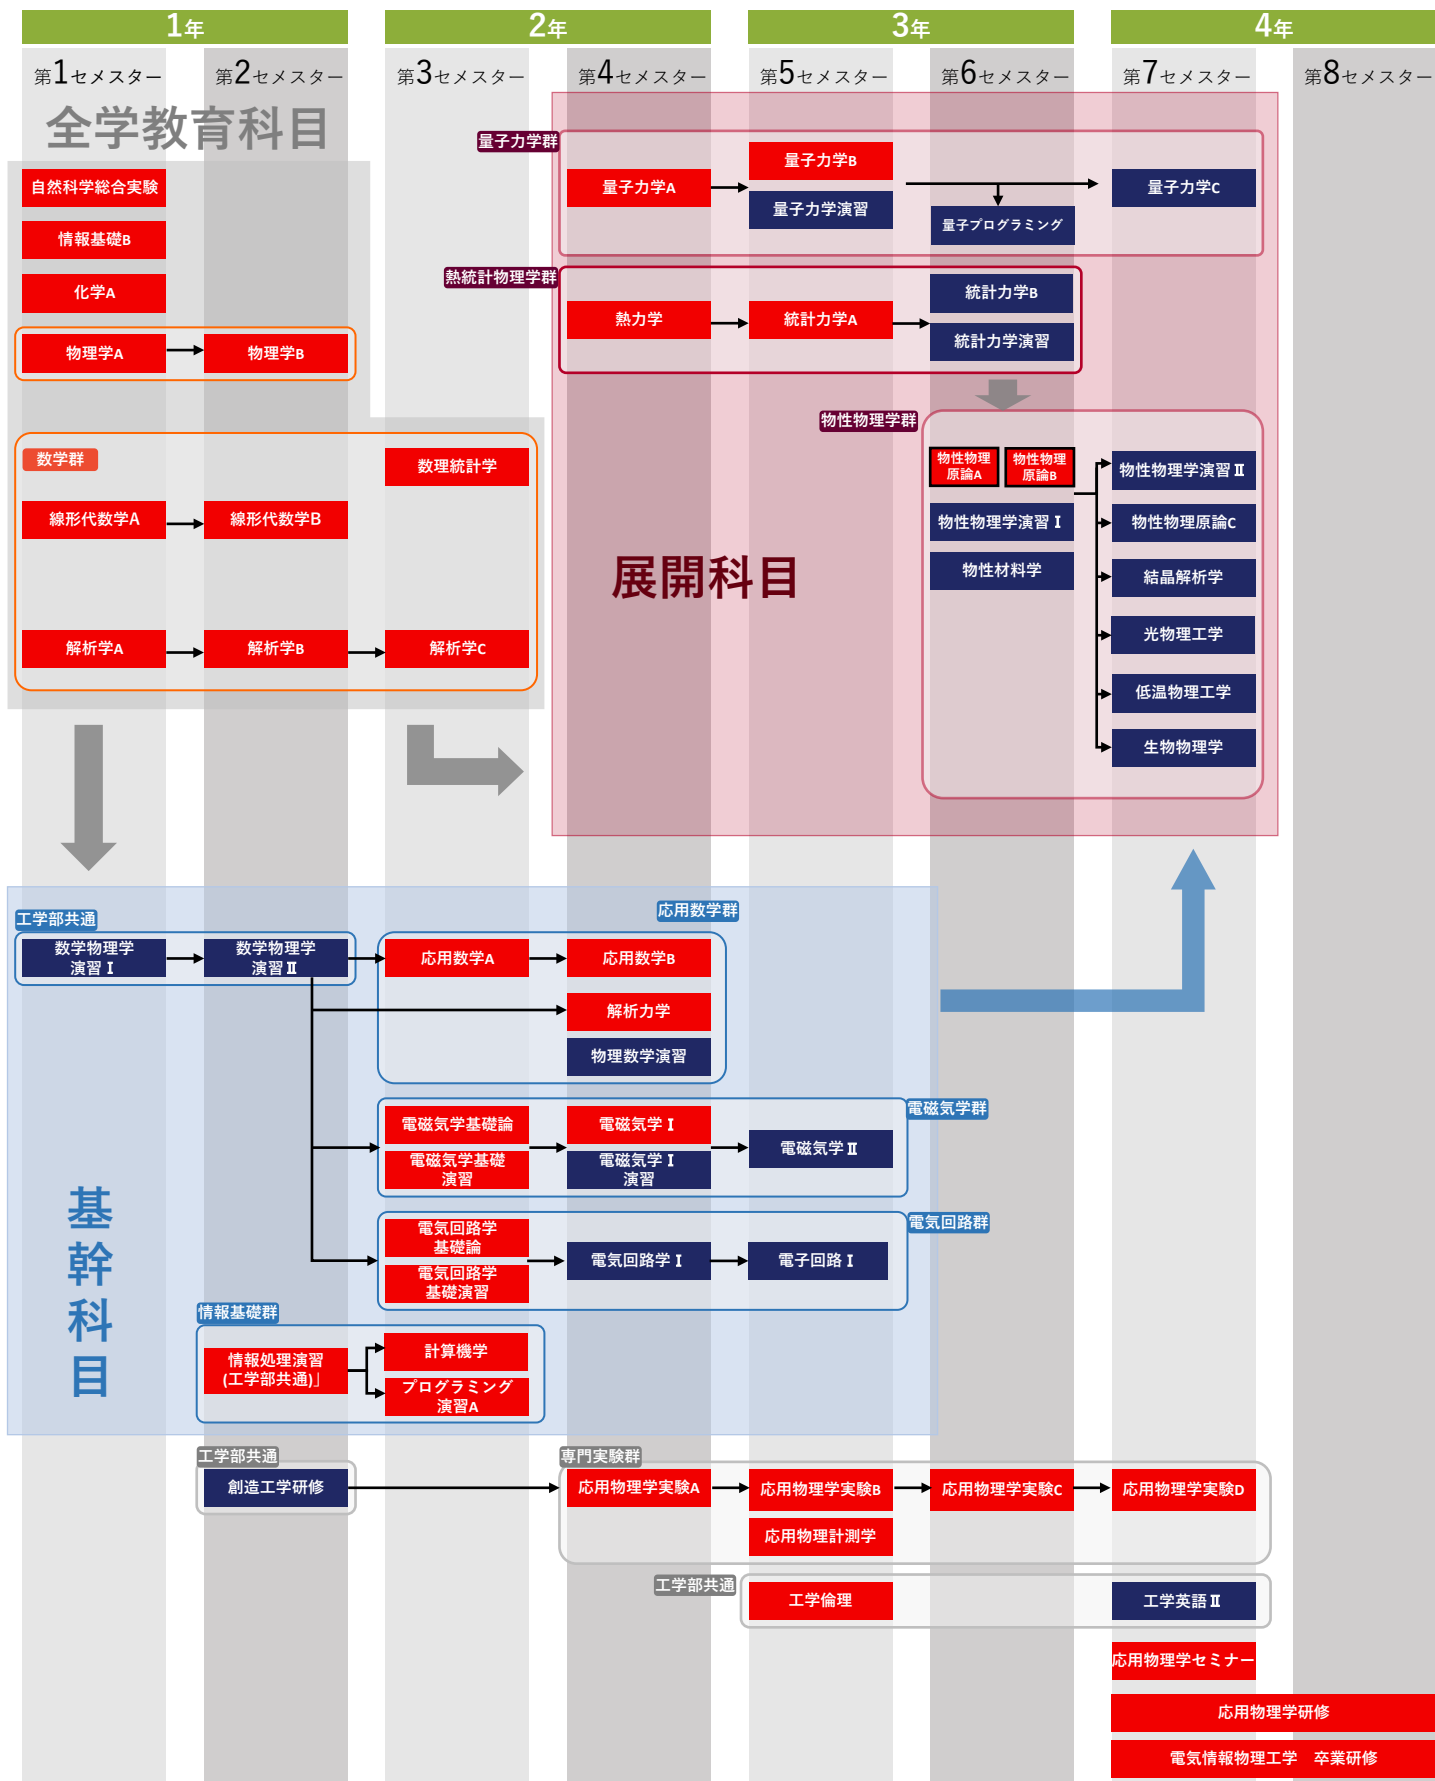 1年
2年
3年
4年
第1セメスター
第2セメスター
第3セメスター
第4セメスター
第5セメスター
第6セメスター
第7セメスター
第8セメスター
全学教育科目
自然科学総合実験
情報基礎B
化学A
物理学A
物理学B
数学群
数理統計学
線形代数学A
線形代数学B
解析学A
解析学B
解析学C
展開科目
量子力学群
量子力学A
量子力学B
量子力学演習
量子プログラミング
量子力学C
熱統計物理学群
熱力学
統計力学A
統計力学B
統計力学演習
物性物理学群
物性物理
原論A
物性物理
原論B
物性物理学演習Ⅰ
物性材料学
物性物理学演習Ⅱ
物性物理原論C
結晶解析学
光物理工学
低温物理工学
生物物理学
基
幹
科
目
工学部共通
数学物理学
演習Ⅰ
数学物理学
演習Ⅱ
応用数学群
応用数学A
応用数学B
解析力学
物理数学演習
電磁気学群
電磁気学基礎論
電磁気学基礎
演習
電磁気学Ⅰ
電磁気学Ⅰ
演習
電磁気学Ⅱ
電気回路群
電気回路学
基礎論
電気回路学
基礎演習
電気回路学Ⅰ
電子回路Ⅰ
情報基礎群
情報処理演習
(工学部共通)」
計算機学
プログラミング
演習A
工学部共通
創造工学研修
専門実験群
応用物理学実験A
応用物理学実験B
応用物理学実験C
応用物理学実験D
応用物理計測学
工学部共通
工学倫理
工学英語Ⅱ
応用物理学セミナー
応用物理学研修
電気情報物理工学　卒業研修